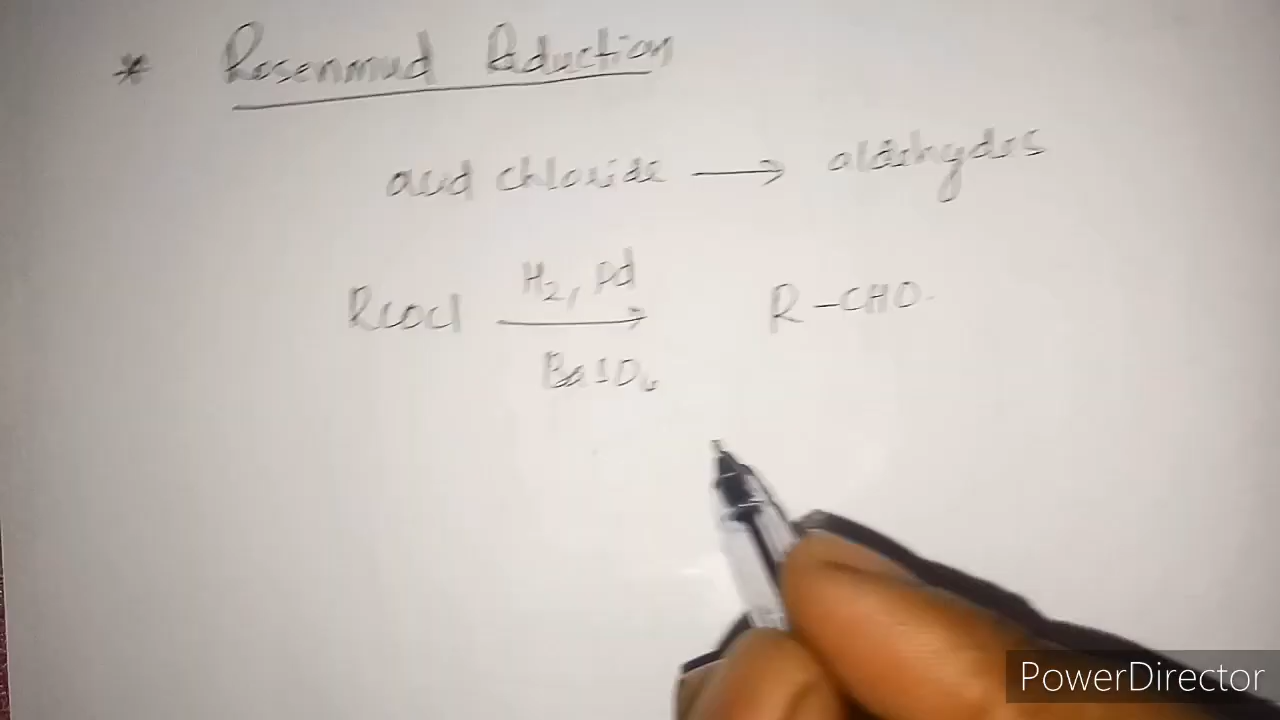 * Rosenmud Reduction
acid chloride → aldehydes
RCOCl H2, Pd R-CHO.
BaSO4
PowerDirector